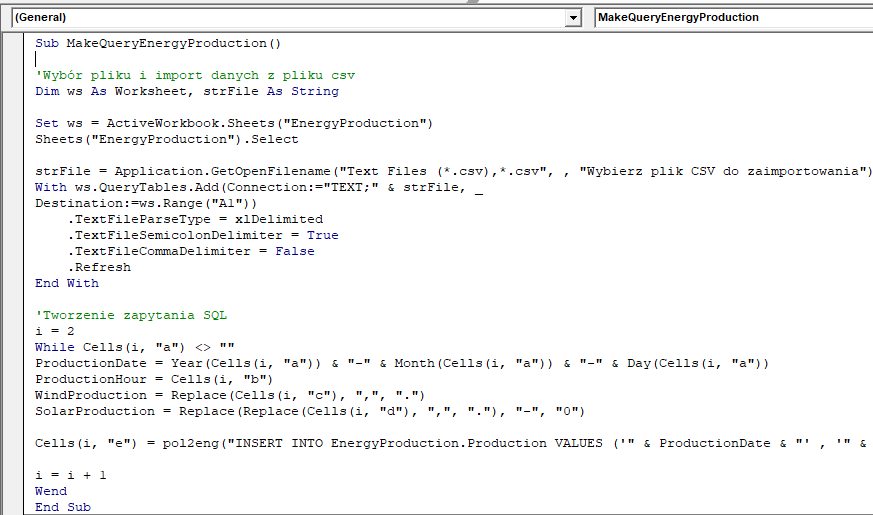 (General)
MakeQueryEnergyProduction
Sub MakeQueryEnergyProduction()
'Wybór pliku i import danych z pliku csv
Dim ws As Worksheet, strFile As String
Set ws = ActiveWorkbook.Sheets("EnergyProduction")
Sheets("EnergyProduction").Select
strFile = Application.GetOpenFilename("Text Files (*.csv),*.csv", , "Wybierz plik CSV do zaimportowania")
With ws.QueryTables.Add(Connection:="TEXT;" & strFile, _
Destination:=ws.Range("A1"))
.TextFileParseType = xlDelimited
.TextFileSemicolonDelimiter = True
.TextFileCommaDelimiter = False
.Refresh
End With
'Tworzenie zapytania SQL
i = 2
While Cells(i, "a") <> ""
ProductionDate = Year(Cells(i, "a")) & "-" & Month(Cells(i, "a")) & "-" & Day(Cells(i, "a"))
ProductionHour = Cells(i, "b")
WindProduction = Replace(Cells(i, "c"), ",", ".")
SolarProduction = Replace(Replace(Cells(i, "d"), ",", "."), "-", "0")
Cells(i, "e") = pol2eng("INSERT INTO EnergyProduction.Production VALUES ('" & ProductionDate & "' , '" &
i = i + 1
Wend
End Sub